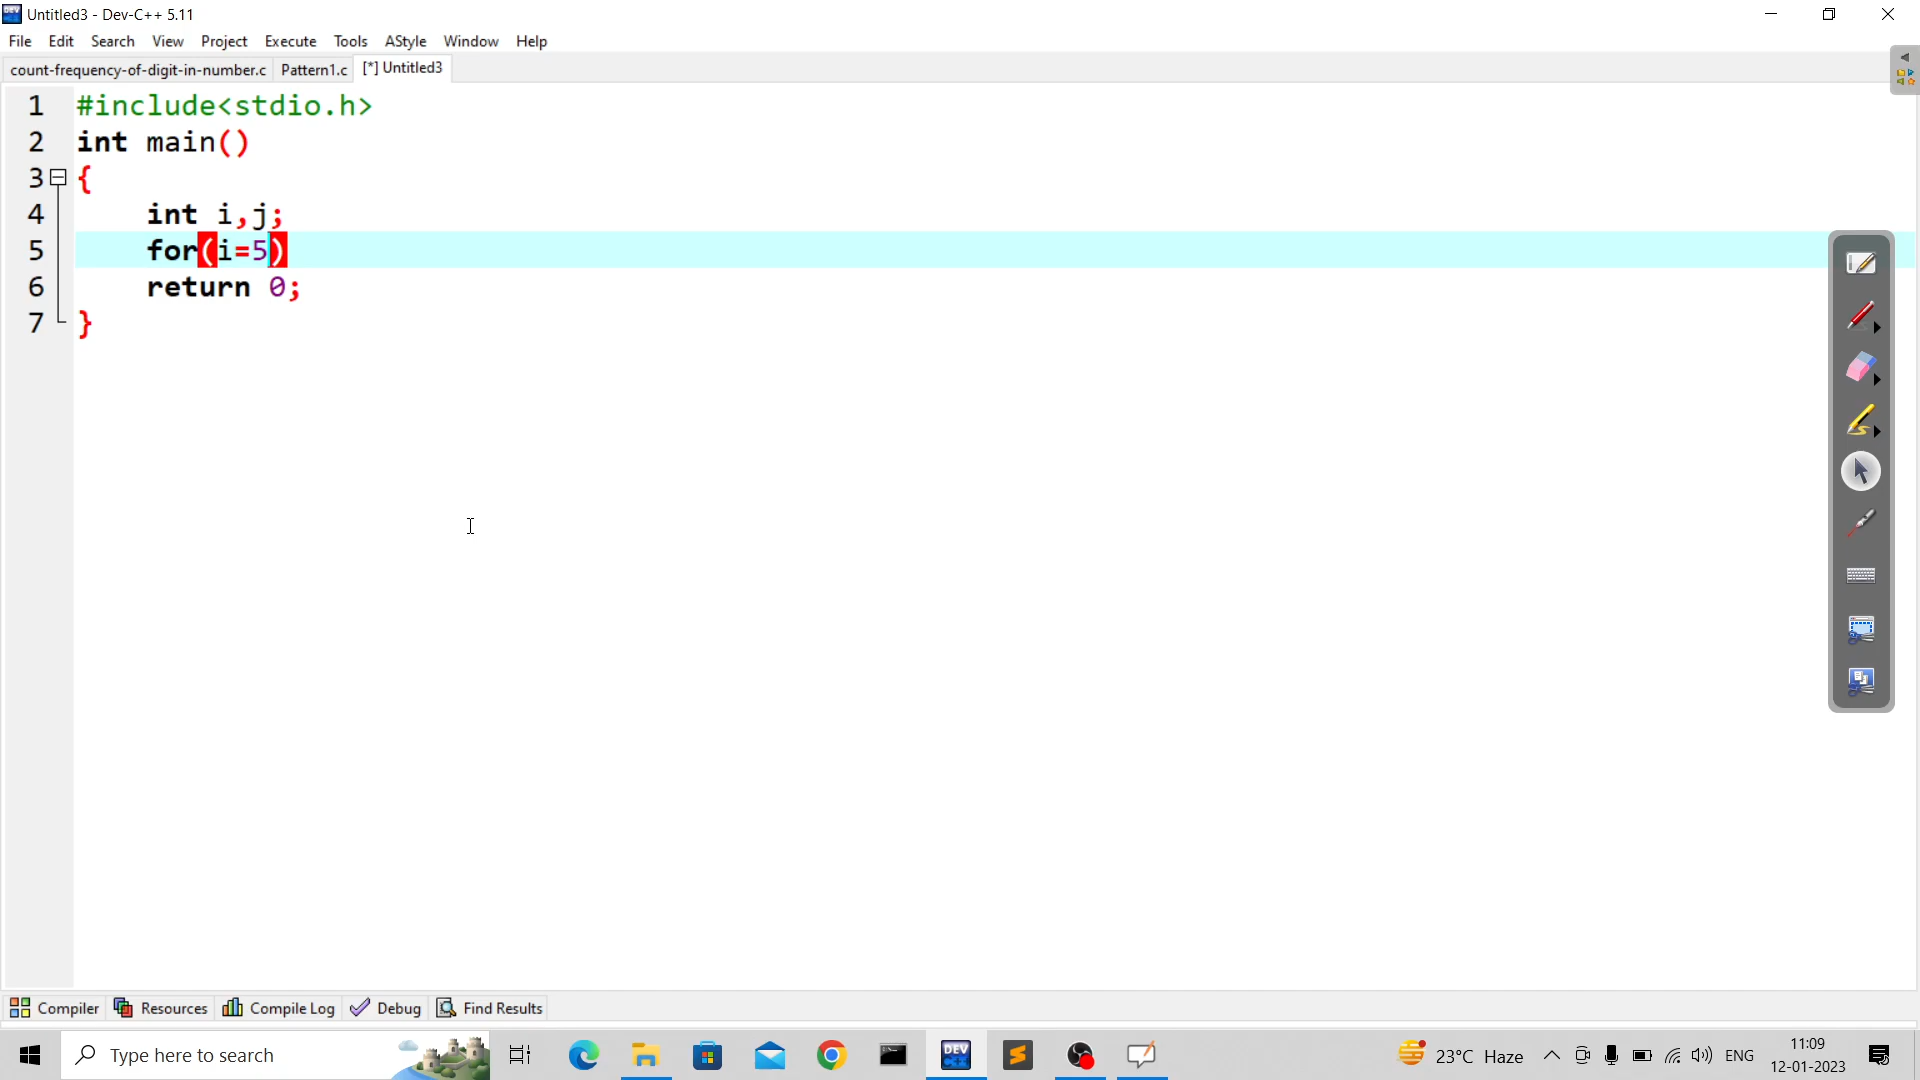 Untitled3 - Dev-C++ 5.11
File Edit Search View Project Execute Tools AStyle Window Help
count-frequency-of-digit-in-number.c Pattern1.c [*] Untitled3
1 #include<stdio.h>
2 int main()
3 {
4 int i,j;
5 for(i=5)
6 return 0;
7 }
Compiler Resources Compile Log Debug Find Results
Type here to search
DEV
23°C Haze
ENG
11:09
12-01-2023